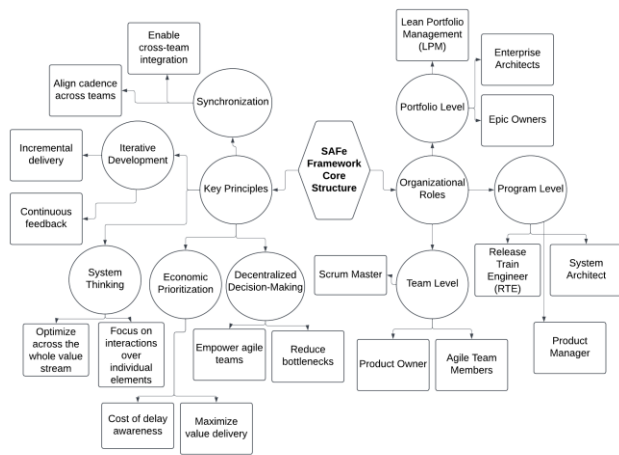 Enable
cross-team
integration
Align cadence
across teams
Synchronization
Iterative
Development
Incremental
delivery
Continuous
feedback
Key Principles
SAFe
Framework
Core
Structure
Lean Portfolio
Management
(LPM)
Enterprise
Architects
Portfolio Level
Epic Owners
Organizational
Roles
Program Level
Release
Train
Engineer
(RTE)
System
Architect
Product
Manager
Scrum Master
Team Level
Product Owner
Agile Team
Members
System
Thinking
Economic
Prioritization
Decentralized
Decision-Making
Optimize
across the
whole value
stream
Focus on
interactions
over
individual
elements
Empower agile
teams
Reduce
bottlenecks
Cost of delay
awareness
Maximize
value delivery